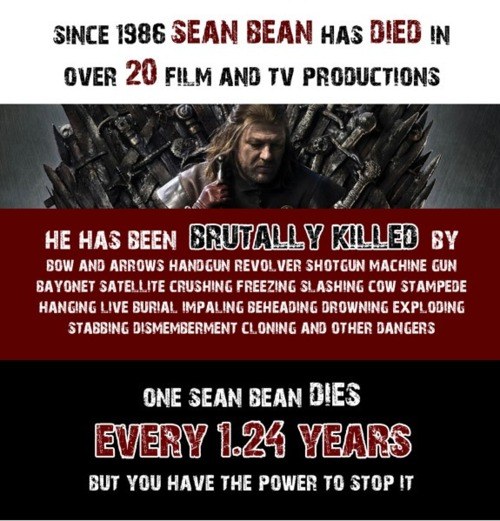 SINCE 1986 SEAN BEAN HAS DIED IN
OVER 20 FILM AND TV PRODUCTIONS
HE HAS BEEN BRUTALLY KILLED BY
BOW AND ARROWS HANDGUN REVOLVER SHOTGUN MACHINE GUN
BAYONET SATELLITE CRUSHING FREEZING SLASHING COW STAMPEDE
HANGING LIVE BURIAL IMPALING BEHEADING DROWNING EXPLODING
STABBING DISMEMBERMENT CLONING AND OTHER DANGERS
ONE SEAN BEAN DIES
EVERY 1.24 YEARS
BUT YOU HAVE THE POWER TO STOP IT